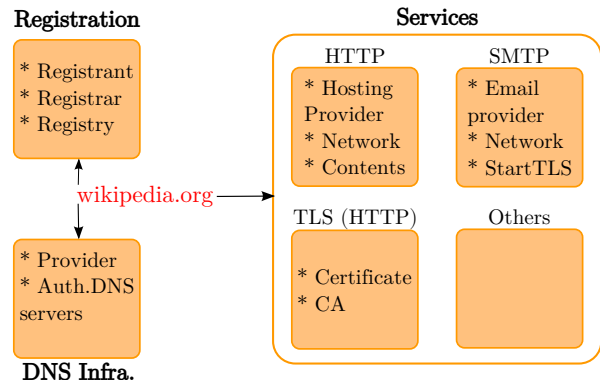 Registration
* Registrant
* Registrar
* Registry
wikipedia.org
* Provider
* Auth.DNS
servers
DNS Infra.
Services
HTTP
* Hosting
Provider
* Network
* Contents
SMTP
* Email
provider
* Network
* StartTLS
TLS (HTTP)
* Certificate
* CA
Others